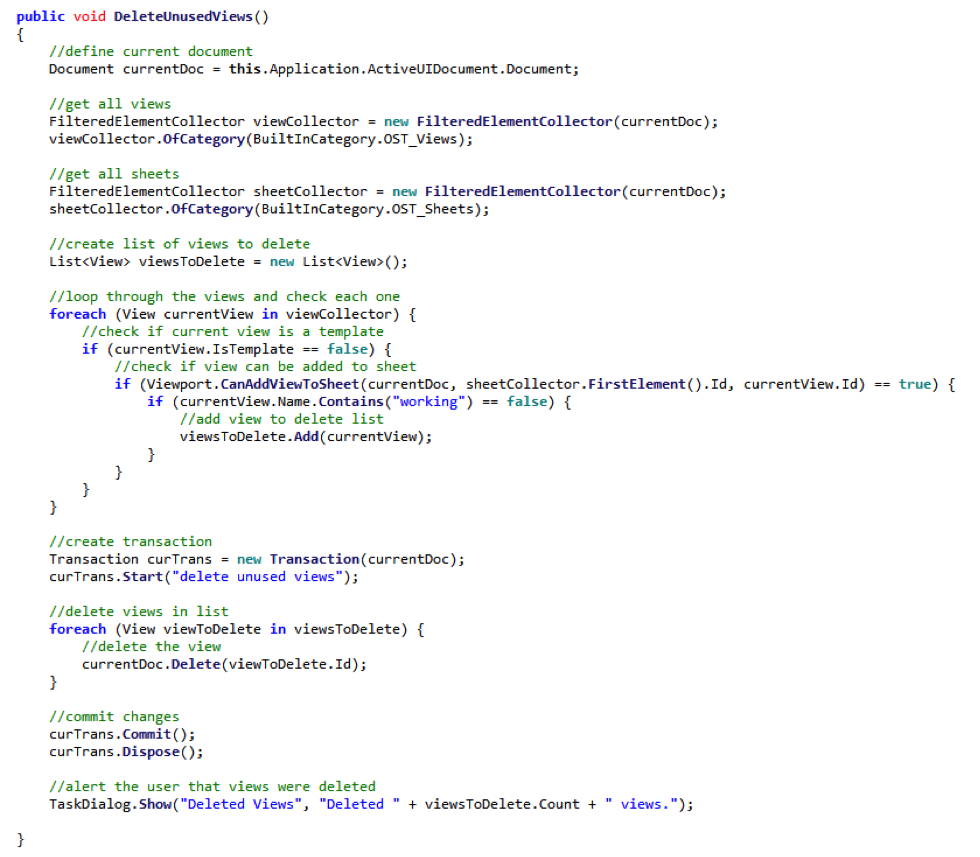 public void DeleteUnusedViews()
{
    //define current document
    Document currentDoc = this.Application.ActiveUIDocument.Document;

    //get all views
    FilteredElementCollector viewCollector = new FilteredElementCollector(currentDoc);
    viewCollector.OfCategory(BuiltInCategory.OST_Views);

    //get all sheets
    FilteredElementCollector sheetCollector = new FilteredElementCollector(currentDoc);
    sheetCollector.OfCategory(BuiltInCategory.OST_Sheets);

    //create list of views to delete
    List<View> viewsToDelete = new List<View>();

    //loop through the views and check each one
    foreach (View currentView in viewCollector) {
        //check if current view is a template
        if (currentView.IsTemplate == false) {
            //check if view can be added to sheet
            if (Viewport.CanAddViewToSheet(currentDoc, sheetCollector.FirstElement().Id, currentView.Id) == true) {
                if (currentView.Name.Contains("working") == false) {
                    //add view to delete list
                    viewsToDelete.Add(currentView);
                }
            }
        }
    }

    //create transaction
    Transaction curTrans = new Transaction(currentDoc);
    curTrans.Start("delete unused views");

    //delete views in list
    foreach (View viewToDelete in viewsToDelete) {
        //delete the view
        currentDoc.Delete(viewToDelete.Id);
    }

    //commit changes
    curTrans.Commit();
    curTrans.Dispose();

    //alert the user that views were deleted
    TaskDialog.Show("Deleted Views", "Deleted " + viewsToDelete.Count + " views.");

}